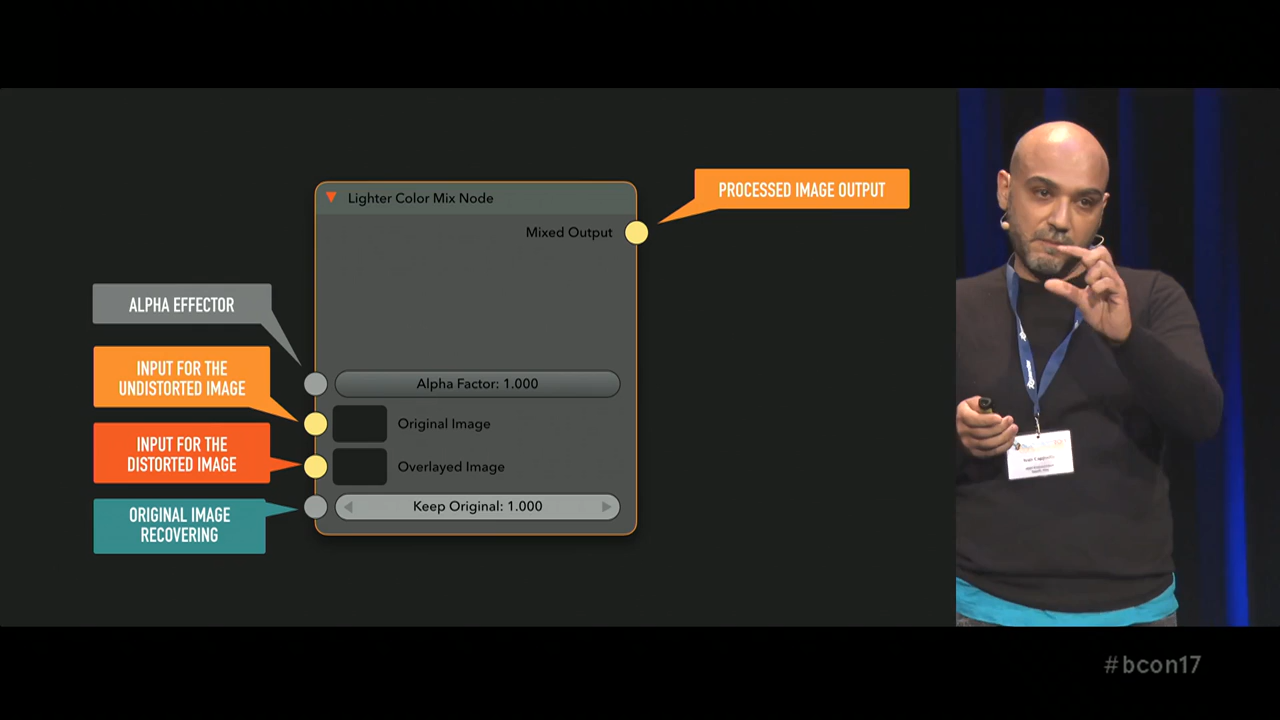 Lighter Color Mix Node
Mixed Output
PROCESSED IMAGE OUTPUT
ALPHA EFFECTOR
INPUT FOR THE
UNDISTORTED IMAGE
INPUT FOR THE
DISTORTED IMAGE
ORIGINAL IMAGE
RECOVERING
Alpha Factor: 1.000
Original Image
Overlayed Image
Keep Original: 1.000
#bcon17